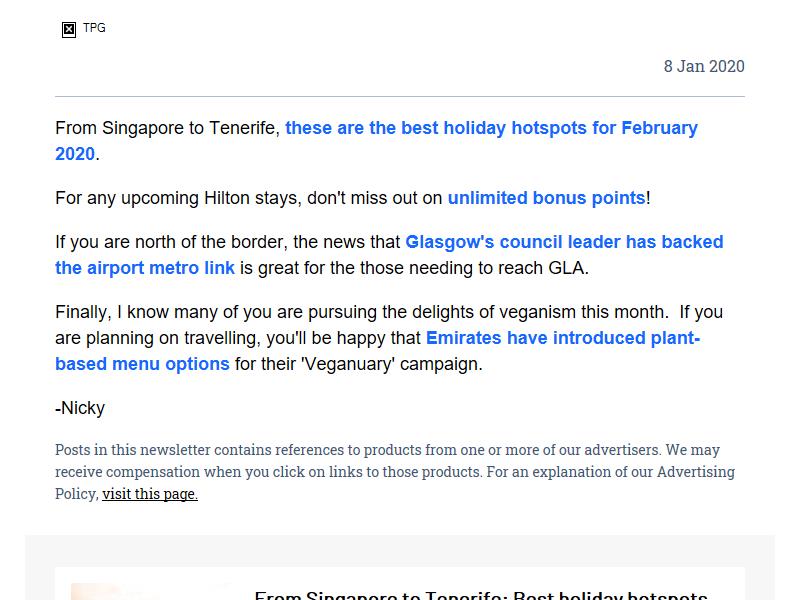 TPG
8 Jan 2020
From Singapore to Tenerife, these are the best holiday hotspots for February
2020.
For any upcoming Hilton stays, don't miss out on unlimited bonus points!
If you are north of the border, the news that Glasgow's council leader has backed
the airport metro link is great for the those needing to reach GLA.
Finally, I know many of you are pursuing the delights of veganism this month.  If you
are planning on travelling, you'll be happy that Emirates have introduced plant-
based menu options for their 'Veganuary' campaign.
-Nicky
Posts in this newsletter contains references to products from one or more of our advertisers. We may
receive compensation when you click on links to those products. For an explanation of our Advertising
Policy, visit this page.
From Singapore to Tenerife: Best holiday hotspots